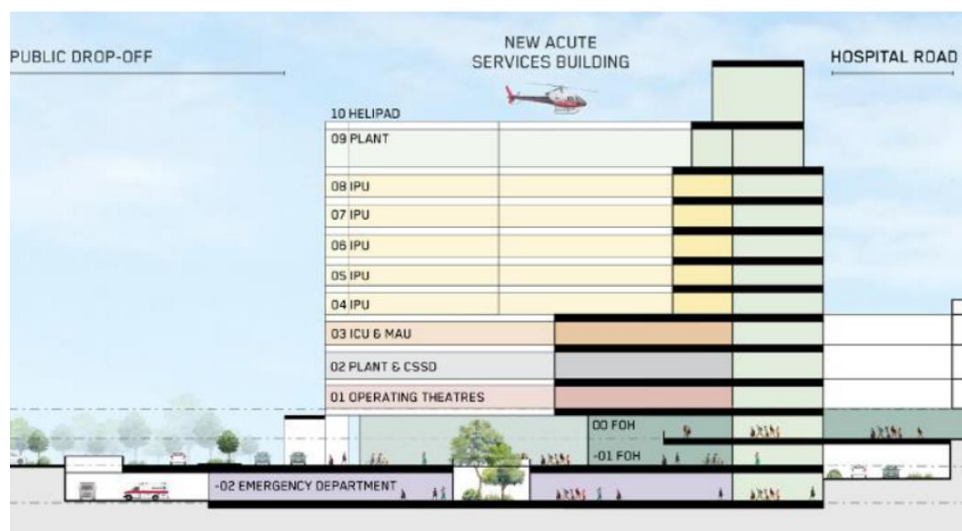 PUBLIC DROP-OFF
NEW ACUTE
SERVICES BUILDING
HOSPITAL ROAD
10 HELIPAD
09 PLANT
08 IPU
07 IPU
06 IPU
05 IPU
04 IPU
03 ICU & MAU
02 PLANT & CSSD
01 OPERATING THEATRES
00 FOH
-01 FOH
-02 EMERGENCY DEPARTMENT